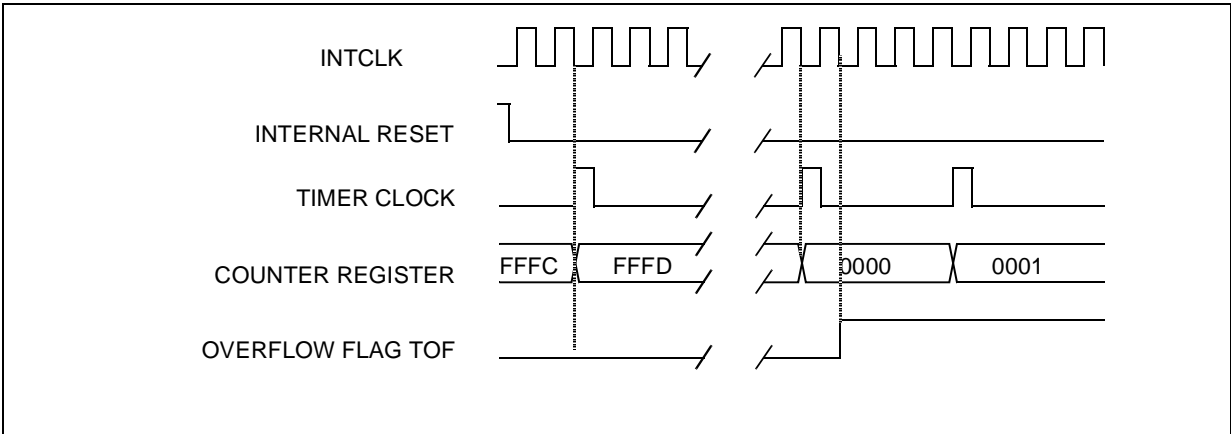 INTCLK
INTERNAL RESET
TIMER CLOCK
COUNTER REGISTER
FFFC
FFFD
0000
0001
OVERFLOW FLAG TOF